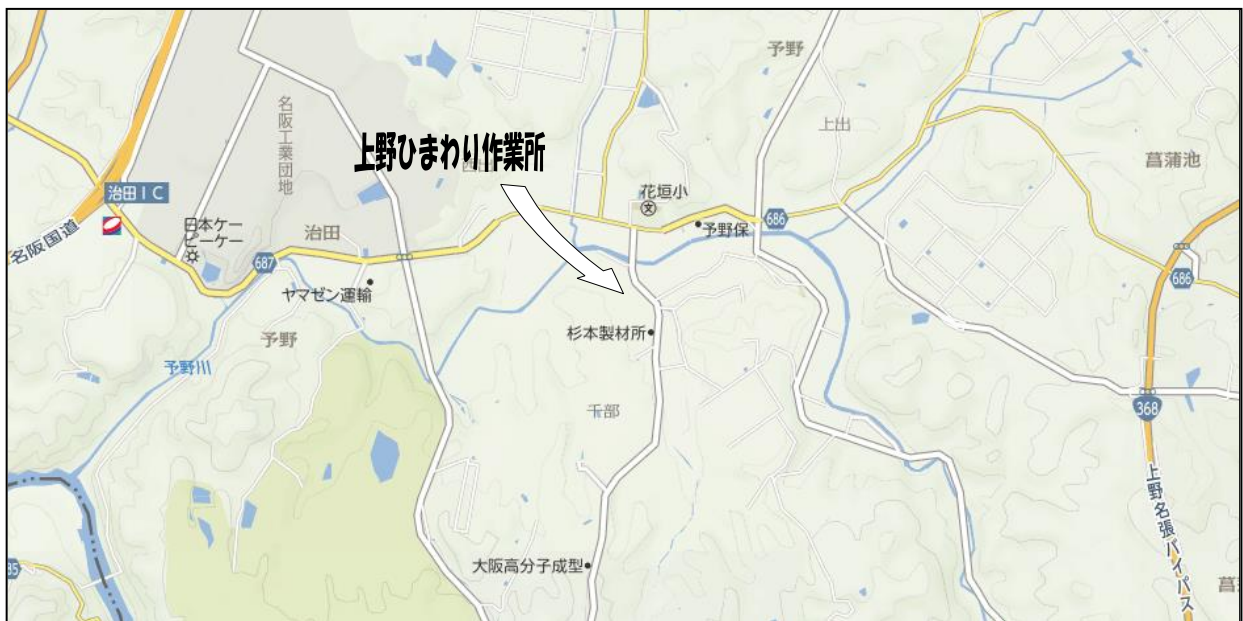 予野
上出
菖蒲池
名阪工業団地
上野ひまわり作業所
花垣小
文
治田IC
686
予野保
日本ケー
ピーケー
治田
名阪国道
687
686
ヤマゼン運輸
杉本製材所
予野
予野川
368
千部
上野名張バイパス
大阪高分子成型